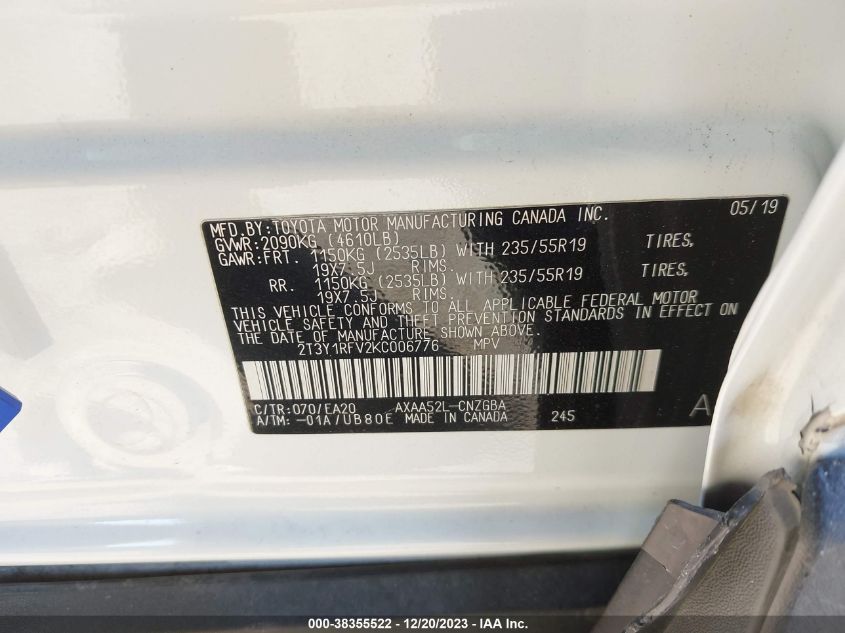 MFD.BY:TOYOTA MOTOR MANUFACTURING CANADA INC. 05/19
GVWR:2090KG (4610LB)
GAWR:FRT. 1150KG (2535LB) WITH 235/55R19 TIRES,
19X7.5J RIMS.
RR. 1150KG (2535LB) WITH 235/55R19 TIRES,
19X7.5J RIMS.
THIS VEHICLE CONFORMS TO ALL APPLICABLE FEDERAL MOTOR
VEHICLE SAFETY AND THEFT PREVENTION STANDARDS IN EFFECT ON
THE DATE OF MANUFACTURE SHOWN ABOVE.
2T3Y1RFV2KC006776 MPV
C/TR:070/EA20 AXAA52L-CNZGBA A
A/TM:-01A/UB80E MADE IN CANADA 245
000-38355522 - 12/20/2023 - IAA Inc.